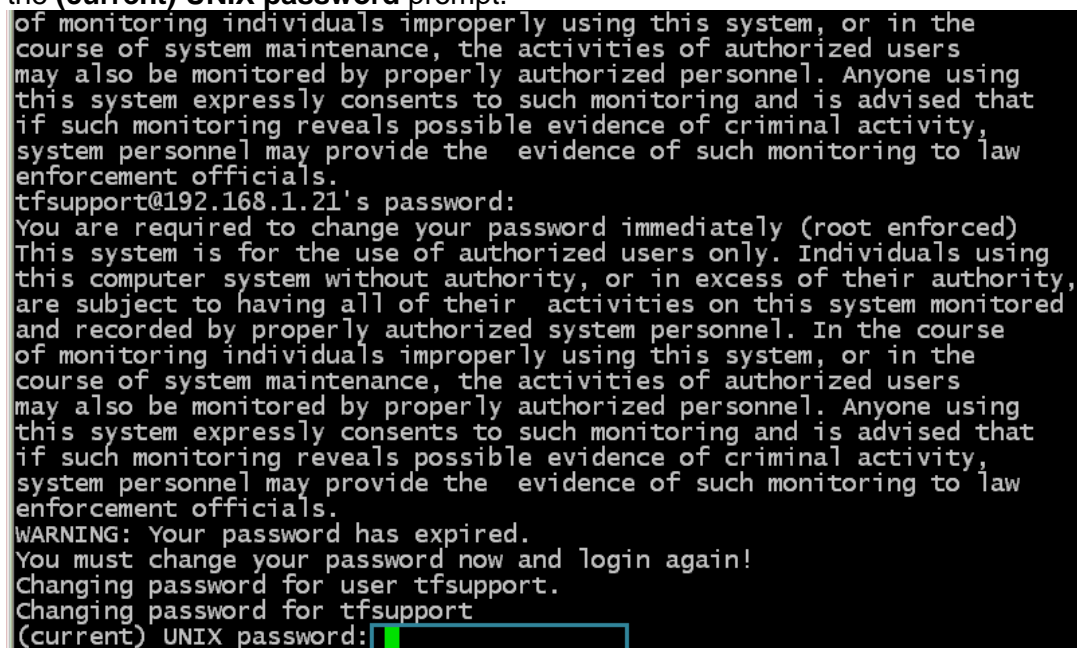 the (current) UNIX password prompt.
of monitoring individuals improperly using this system, or in the
course of system maintenance, the activities of authorized users
may also be monitored by properly authorized personnel. Anyone using
this system expressly consents to such monitoring and is advised that
if such monitoring reveals possible evidence of criminal activity,
system personnel may provide the  evidence of such monitoring to law
enforcement officials.
tfsupport@192.168.1.21's password:
You are required to change your password immediately (root enforced)
This system is for the use of authorized users only. Individuals using
this computer system without authority, or in excess of their authority,
are subject to having all of their  activities on this system monitored
and recorded by properly authorized system personnel. In the course
of monitoring individuals improperly using this system, or in the
course of system maintenance, the activities of authorized users
may also be monitored by properly authorized personnel. Anyone using
this system expressly consents to such monitoring and is advised that
if such monitoring reveals possible evidence of criminal activity,
system personnel may provide the  evidence of such monitoring to law
enforcement officials.
WARNING: Your password has expired.
You must change your password now and login again!
Changing password for user tfsupport.
Changing password for tfsupport
(current) UNIX password: